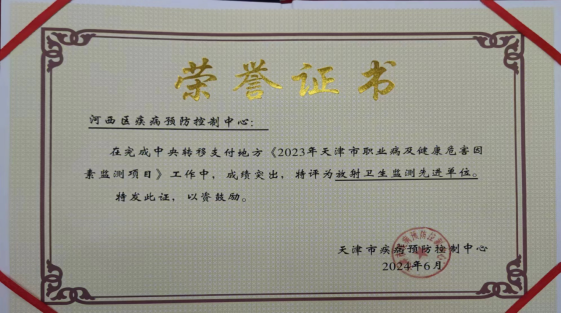 荣誉证书
河西区疾病预防控制中心：
在完成中央转移支付地方《2023年天津市职业病及健康危害因
素监测项目》工作中，成绩突出，特评为放射卫生监测先进单位。
特发此证，以资鼓励。
天津市疾病预防控制中心
2024年6月